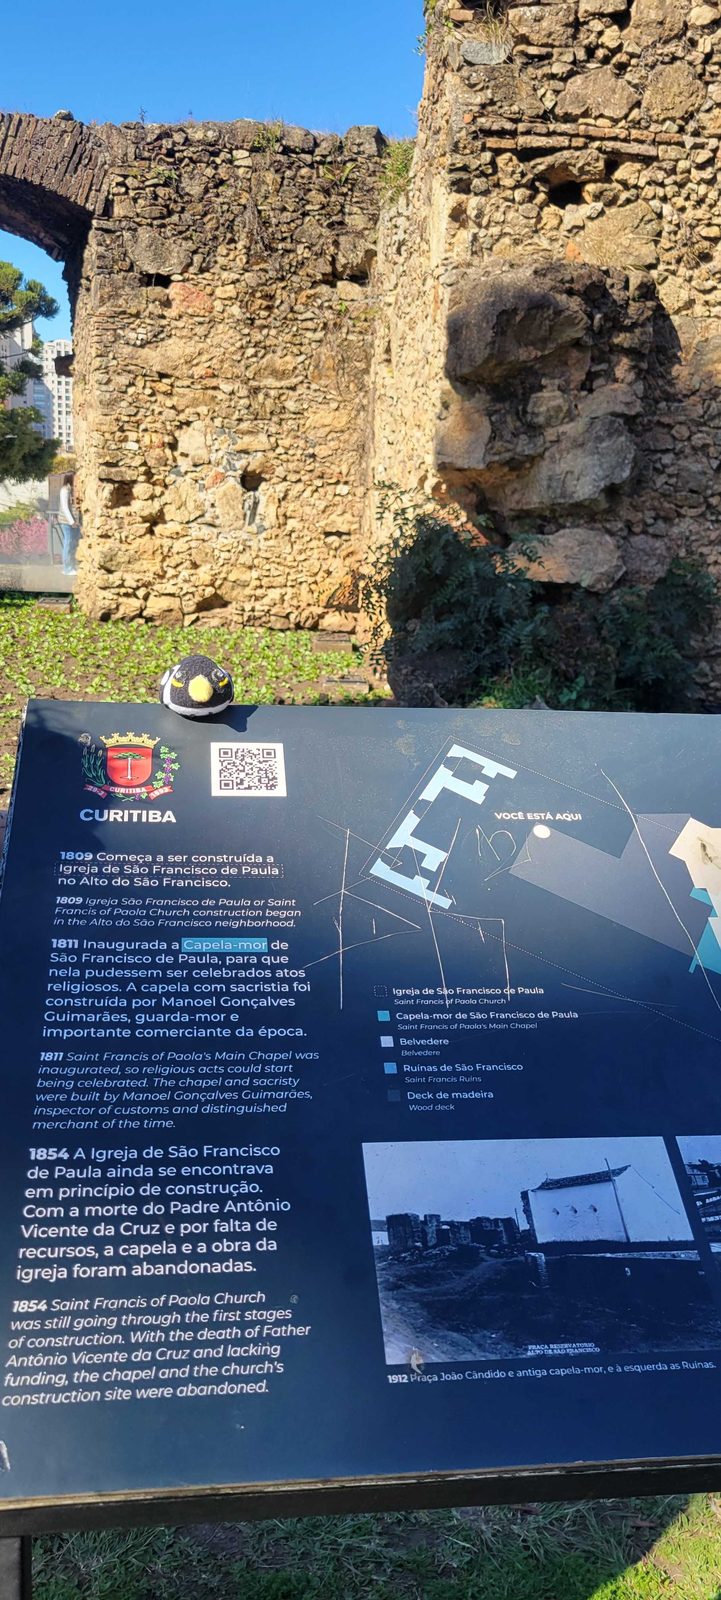 29-3 CURITIBA 1693
CURITIBA
1809 Começa a ser construída a
Igreja de São Francisco de Paula
no Alto do São Francisco.
1809 Igreja São Francisco de Paula or Saint
Francis of Paola Church construction began
in the Alto do São Francisco neighborhood.
1811 Inaugurada a Capela-mor de
São Francisco de Paula, para que
nela pudessem ser celebrados atos
religiosos. A capela com sacristia foi
construída por Manoel Gonçalves
Guimarães, guarda-mor e
importante comerciante da época.
1811 Saint Francis of Paola's Main Chapel was
inaugurated, so religious acts could start
being celebrated. The chapel and sacristy
were built by Manoel Gonçalves Guimarães,
inspector of customs and distinguished
merchant of the time.
1854 A Igreja de São Francisco
de Paula ainda se encontrava
em princípio de construção.
Com a morte do Padre Antônio
Vicente da Cruz e por falta de
recursos, a capela e a obra da
igreja foram abandonadas.
1854 Saint Francis of Paola Church
was still going through the first stages
of construction. With the death of Father
Antônio Vicente da Cruz and lacking
funding, the chapel and the church's
construction site were abandoned.
VOCÊ ESTÁ AQUI
Igreja de São Francisco de Paula
Saint Francis of Paola Church
Capela-mor de São Francisco de Paula
Saint Francis of Paola's Main Chapel
Belvedere
Belvedere
Ruínas de São Francisco
Saint Francis Ruins
Deck de madeira
Wood deck
PRAÇA RESERVATORIO
ALTO DE SÃO FRANCISCO
1912 Praça João Cândido e antiga capela-mor, e à esquerda as Ruínas.